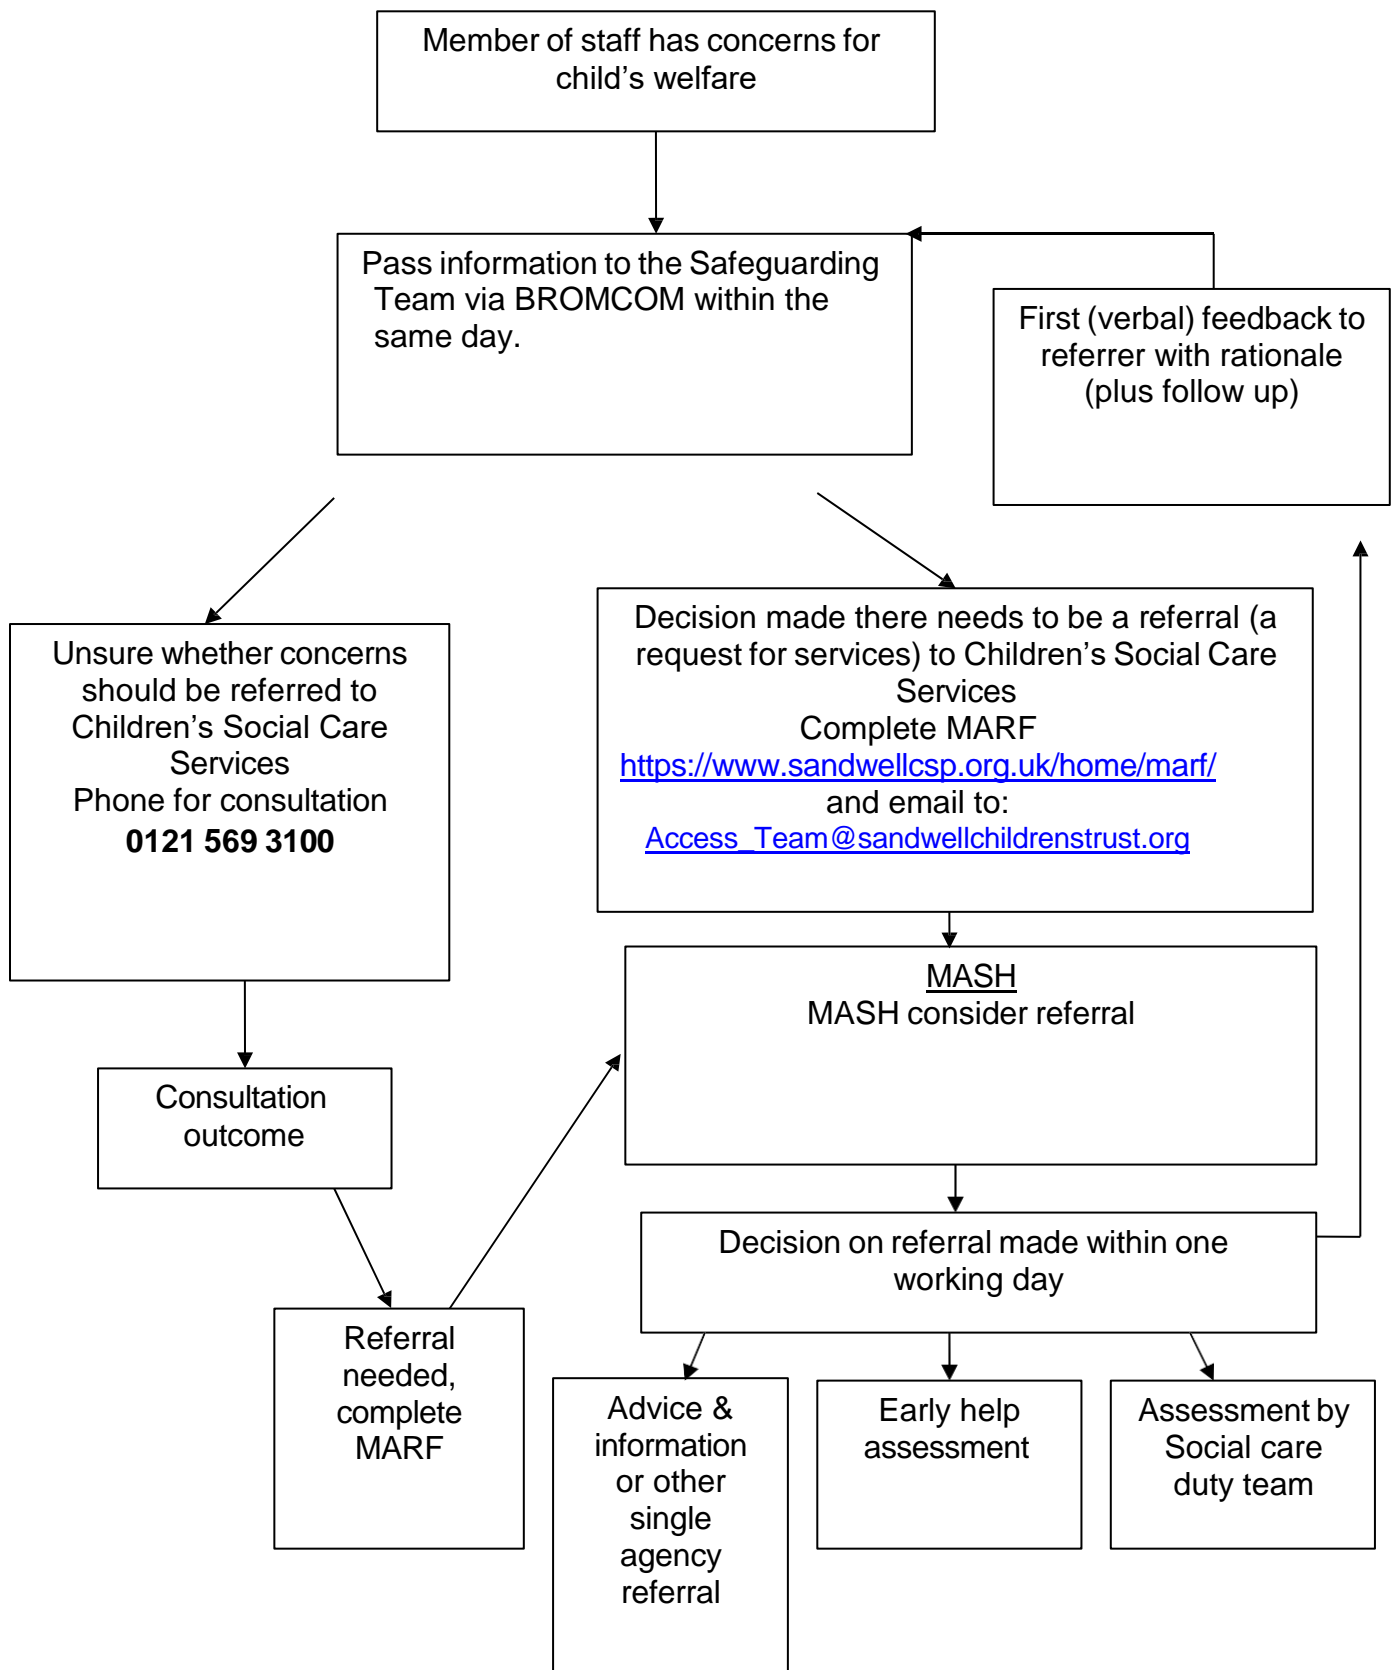 Member of staff has concerns for
child’s welfare
Pass information to the Safeguarding
Team via BROMCOM within the
same day.
First (verbal) feedback to
referrer with rationale
(plus follow up)
Unsure whether concerns
should be referred to
Children’s Social Care
Services
Phone for consultation
0121 569 3100
Decision made there needs to be a referral (a
request for services) to Children’s Social Care
Services
Complete MARF
https://www.sandwellcsp.org.uk/home/marf/
and email to:
Access_Team@sandwellchildrenstrust.org
MASH
MASH consider referral
Consultation
outcome
Decision on referral made within one
working day
Referral
needed,
complete
MARF
Advice &
information
or other
single
agency
referral
Early help
assessment
Assessment by
Social care
duty team